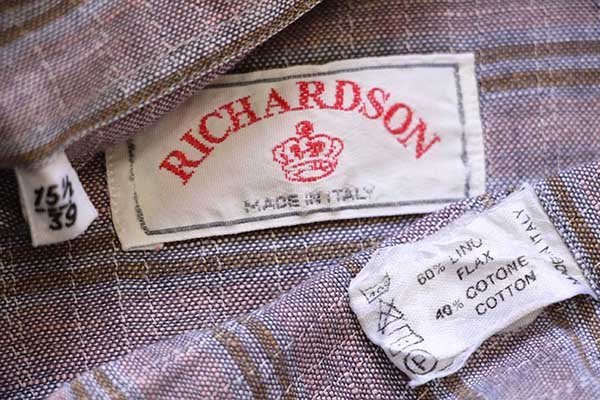 RICHARDSON
MADE IN ITALY
15½
39
60% LINO
FLAX
40% COTONE
COTTON
MADE IN ITALY